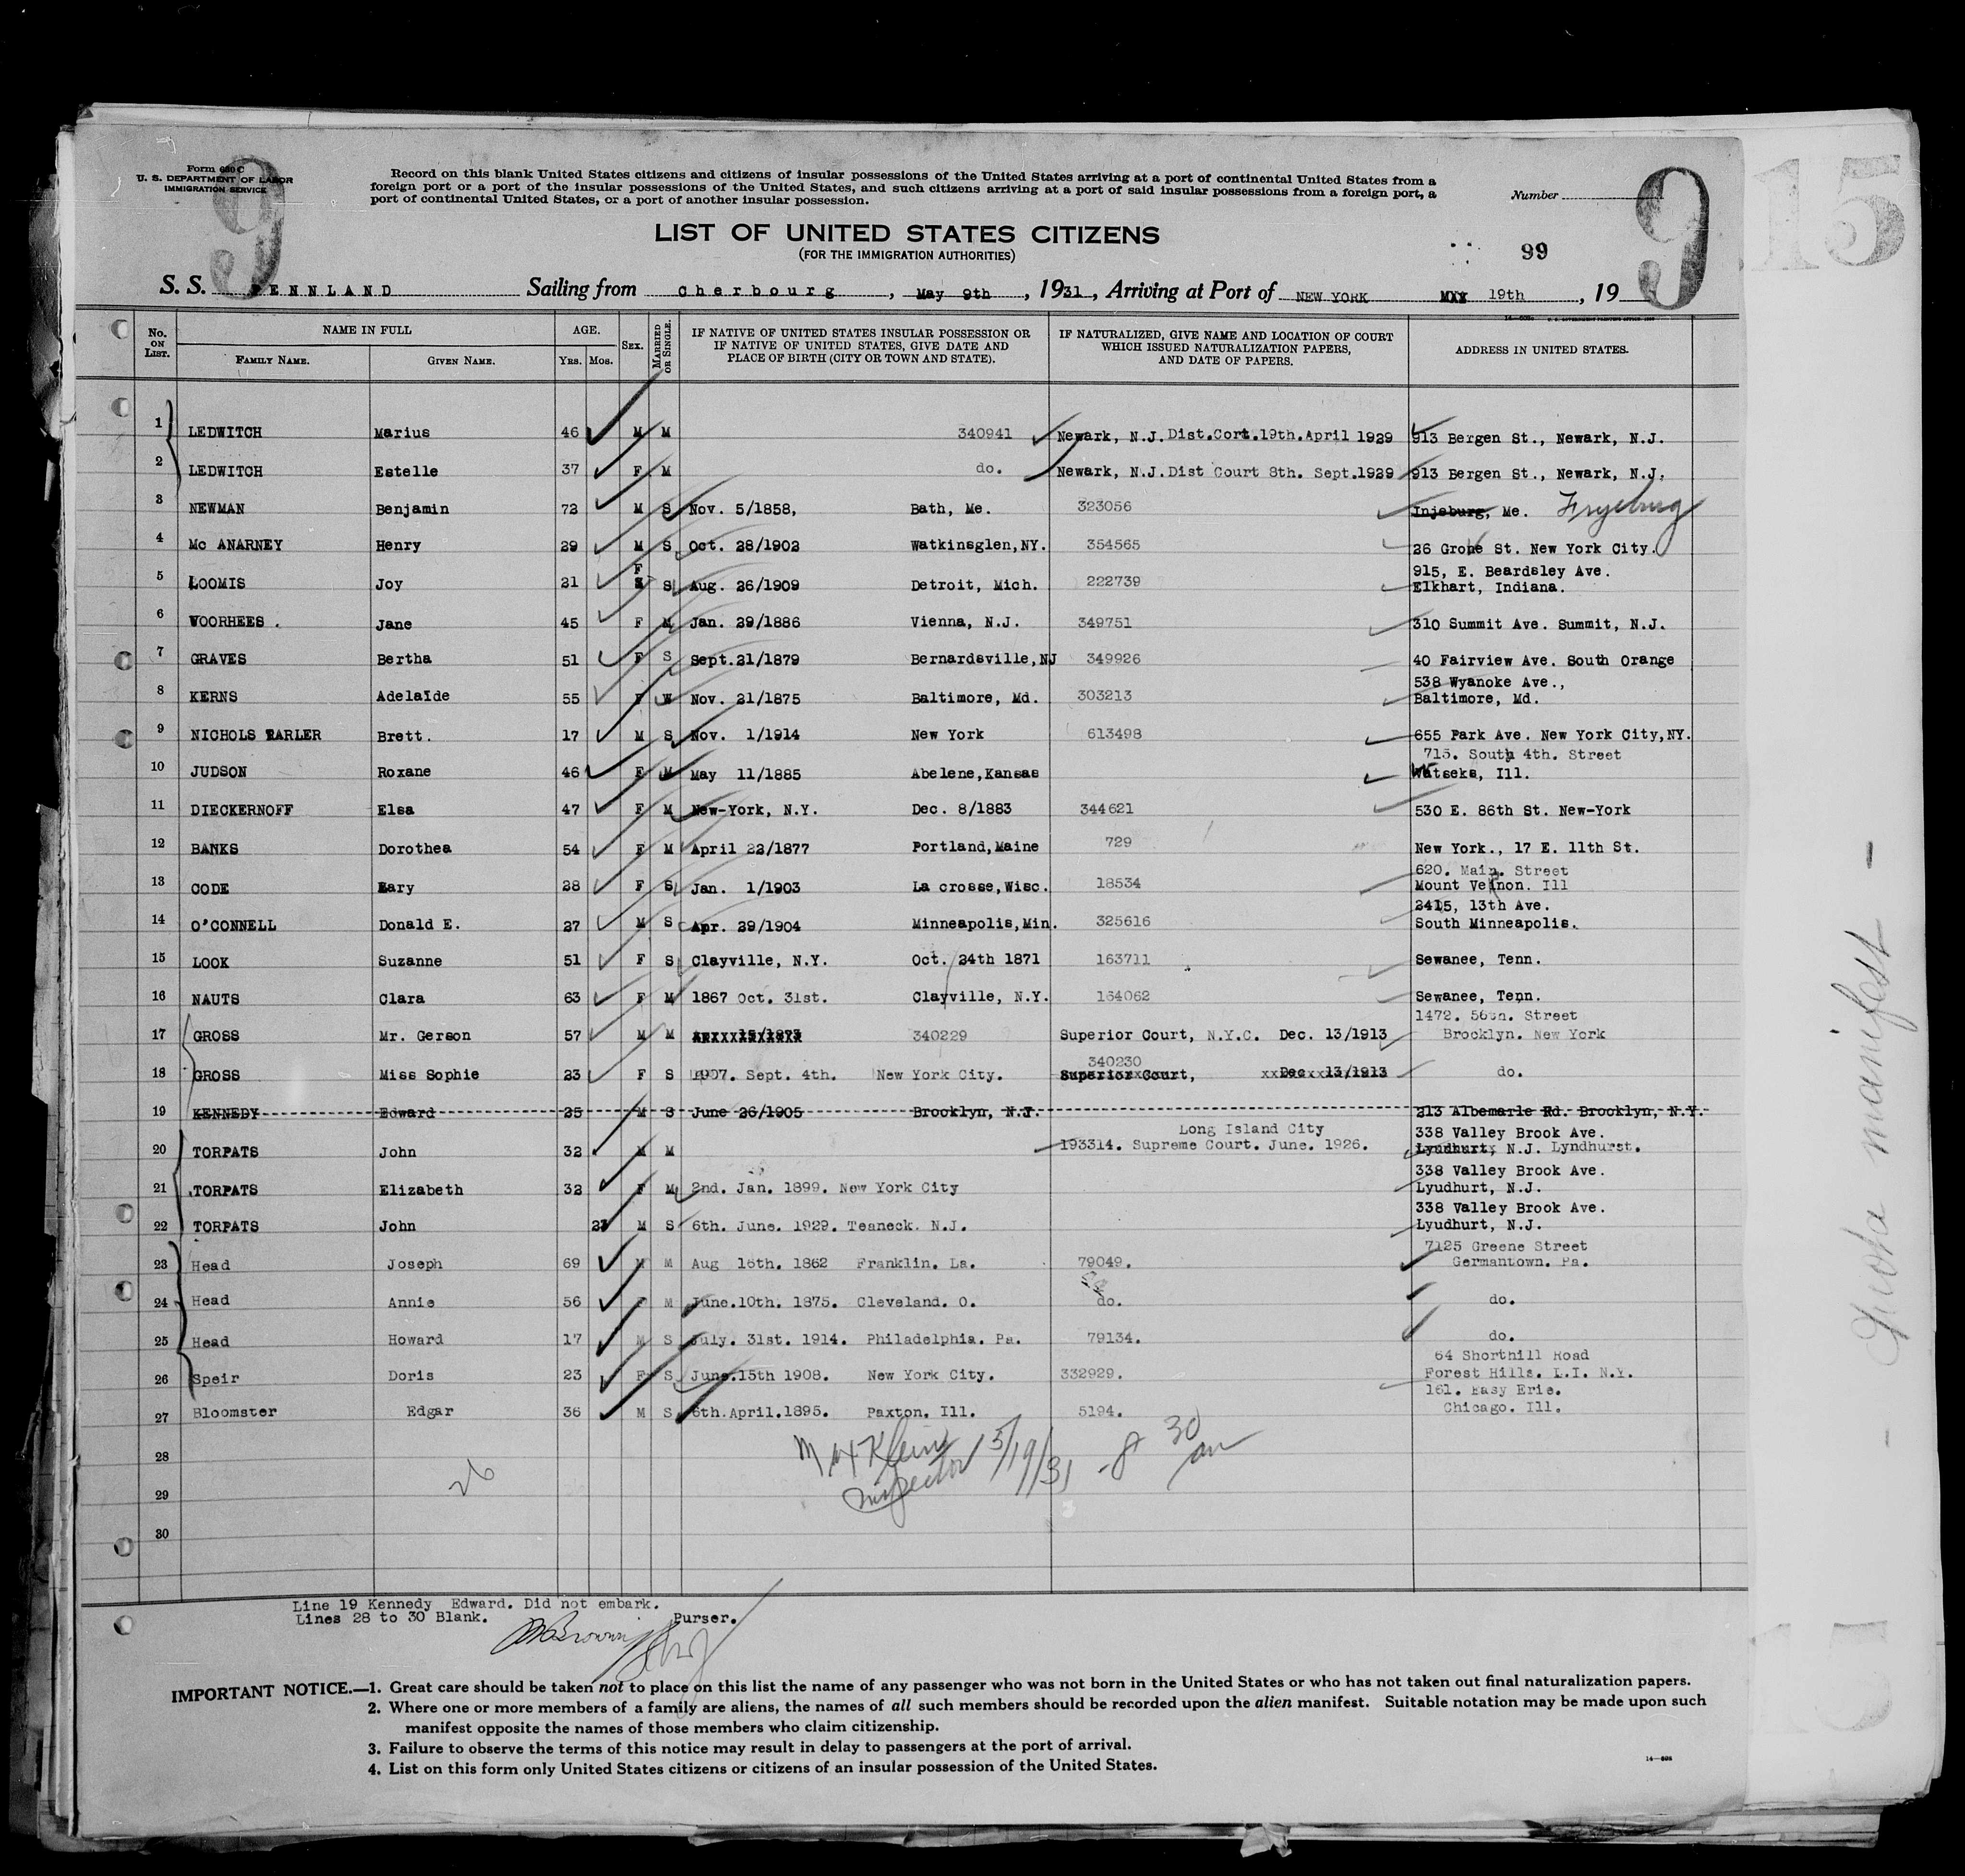 Form 630 C
U. S. DEPARTMENT OF LABOR
IMMIGRATION SERVICE
9
Record on this blank United States citizens and citizens of insular possessions of the United States arriving at a port of continental United States from a
foreign port or a port of the insular possessions of the United States, and such citizens arriving at a port of said insular possessions from a foreign port, a
port of continental United States, or a port of another insular possession.
Number
9
15
LIST OF UNITED STATES CITIZENS
(FOR THE IMMIGRATION AUTHORITIES)
99
S. S. PENNLAND Sailing from Cherbourg, May 9th, 1931, Arriving at Port of NEW YORK 19th, 19
No. ON LIST. NAME IN FULL AGE. SEX. MARRIED OR SINGLE. IF NATIVE OF UNITED STATES INSULAR POSSESSION OR IF NATIVE OF UNITED STATES, GIVE DATE AND PLACE OF BIRTH (CITY OR TOWN AND STATE). IF NATURALIZED, GIVE NAME AND LOCATION OF COURT WHICH ISSUED NATURALIZATION PAPERS, AND DATE OF PAPERS. ADDRESS IN UNITED STATES.
FAMILY NAME. GIVEN NAME. YRS. MOS.
1 LEDWITCH Marius 46 M M 340941 Newark, N.J. Dist.Cort.19th.April 1929 913 Bergen St., Newark, N.J.
2 LEDWITCH Estelle 37 F M do. Newark, N.J. Dist Court 8th. Sept.1929 913 Bergen St., Newark, N.J.
3 NEWMAN Benjamin 72 M S Nov. 5/1858, Bath, Me. 323056 Injeburg, Me. Fryeburg
4 Mc ANARNEY Henry 29 M S Oct. 28/1902 Watkinsglen,NY. 354565 26 Grone St. New York City.
915, E. Beardsley Ave.
5 LOOMIS Joy 21 F S Aug. 26/1909 Detroit, Mich. 222739 Elkhart, Indiana.
6 VOORHEES. Jane 45 F M Jan. 29/1886 Vienna, N.J. 349751 310 Summit Ave. Summit, N.J.
7 GRAVES Bertha 51 F S Sept.21/1879 Bernardsville,NJ 349926 40 Fairview Ave. South Orange
538 Wyanoke Ave.,
8 KERNS Adelaïde 55 F W Nov. 21/1875 Baltimore, Md. 303213 Baltimore, Md.
9 NICHOLS Brett. 17 M S Nov. 1/1914 New York 613498 655 Park Ave. New York City,NY.
715. South 4th. Street
10 JUDSON Roxane 46 F M May 11/1885 Abelene,Kansas Watseka, Ill.
11 DIECKERNOFF Elsa 47 F M New-York, N.Y. Dec. 8/1883 344621 530 E. 86th St. New-York
12 BANKS Dorothea 54 F M April 22/1877 Portland,Maine 729 New York., 17 E. 11th St.
620. Main. Street
13 CODE Mary 28 F S Jan. 1/1903 La crosse,Wisc. 18534 Mount Vernon. Ill
2415, 13th Ave.
14 O'CONNELL Donald E. 27 M S Apr. 29/1904 Minneapolis,Min. 325616 South Minneapolis.
15 LOOK Suzanne 51 F S Clayville, N.Y. Oct. 24th 1871 163711 Sewanee, Tenn.
16 NAUTS Clara 63 F M 1867 Oct. 31st. Clayville, N.Y. 164062 Sewanee, Tenn.
1472. 56th. Street
17 GROSS Mr. Gerson 57 M M 340229 Superior Court, N.Y.C. Dec. 13/1913 Brooklyn. New York
340230
18 GROSS Miss Sophie 23 F S 1907. Sept. 4th. New York City. Superior Court, Dec. 13/1913 do.
19 KENNEDY Edward 25 M S June 26/1905 Brooklyn, N.Y. 213 Albemarle Rd. Brooklyn, N.Y.
Long Island City 338 Valley Brook Ave.
20 TORPATS John 32 M M 193314. Supreme Court. June. 1926. Lyudhurt, N.J. Lyndhurst.
338 Valley Brook Ave.
21 TORPATS Elizabeth 32 F M 2nd. Jan. 1899. New York City Lyudhurt, N.J.
338 Valley Brook Ave.
22 TORPATS John 23 M S 6th. June. 1929. Teaneck. N.J. Lyudhurt, N.J.
7125 Greene Street
23 Head Joseph 69 M M Aug 16th. 1862 Franklin. La. 79049. Germantown. Pa.
24 Head Annie 56 F M June.10th. 1875. Cleveland. O. do. do.
25 Head Howard 17 M S July. 31st. 1914. Philadelphia. Pa. 79134. do.
64 Shorthill Road
26 Speir Doris 23 F S June.15th 1908. New York City. 332929. Forest Hills. L.I. N.Y.
161. Easy Erie.
27 Bloomster Edgar 36 M S 6th.April.1895. Paxton. Ill. 5194. Chicago. Ill.
28
29
30
Max Klein 5/19/31 - 8 30 am
Inspector
26
Line 19 Kennedy Edward. Did not embark.
Lines 28 to 30 Blank.
Purser.
IMPORTANT NOTICE.—1. Great care should be taken not to place on this list the name of any passenger who was not born in the United States or who has not taken out final naturalization papers.
2. Where one or more members of a family are aliens, the names of all such members should be recorded upon the alien manifest. Suitable notation may be made upon such
manifest opposite the names of those members who claim citizenship.
3. Failure to observe the terms of this notice may result in delay to passengers at the port of arrival.
4. List on this form only United States citizens or citizens of an insular possession of the United States.
- Quota manifest -
15